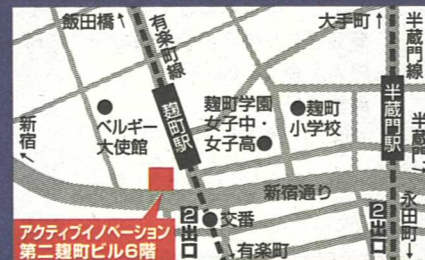 飯田橋↑
有楽町線
大手町↑
半蔵門線
ベルギー
大使館
麹町駅
麹町学園
女子中・
女子高
麹町
小学校
半蔵門駅
半蔵門→
新宿←
新宿通り
永田町↓
アクティブイノベーション
第二麹町ビル6階
2出口
交番
有楽町
2出口